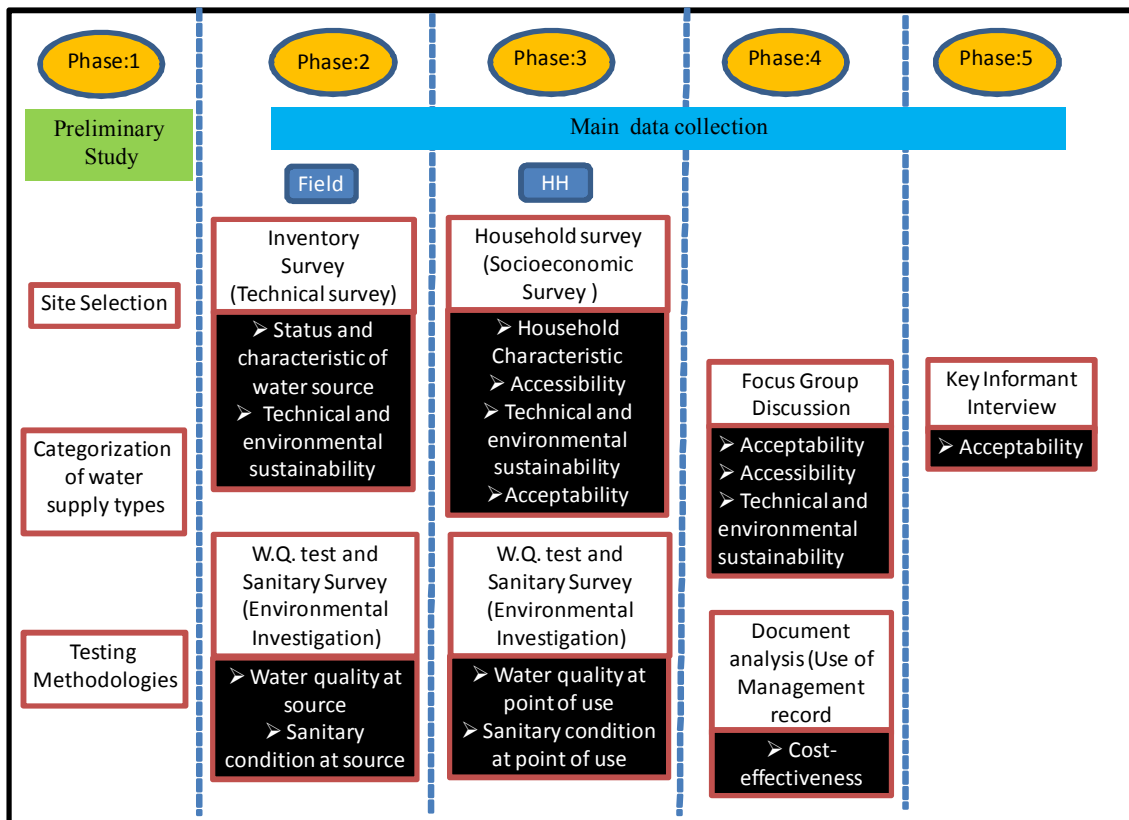 Phase:1
Preliminary
Study
Site Selection
Categorization
of water
supply types
Testing
Methodologies
Phase:2
Phase:3
Phase:4
Phase:5
Main data collection
Field
Inventory
Survey
(Technical survey)
➢ Status and
characteristic of
water source
➢ Technical and
environmental
sustainability
W.Q. test and
Sanitary Survey
(Environmental
Investigation)
➢ Water quality at
source
➢ Sanitary
condition at source
HH
Household survey
(Socioeconomic
Survey )
➢ Household
Characteristic
➢ Accessibility
➢ Technical and
environmental
sustainability
➢ Acceptability
W.Q. test and
Sanitary Survey
(Environmental
Investigation)
➢ Water quality at
point of use
➢ Sanitary condition
at point of use
Focus Group
Discussion
➢ Acceptability
➢ Accessibility
➢ Technical and
environmental
sustainability
Document
analysis (Use of
Management
record
➢ Cost-
effectiveness
Key Informant
Interview
➢ Acceptability